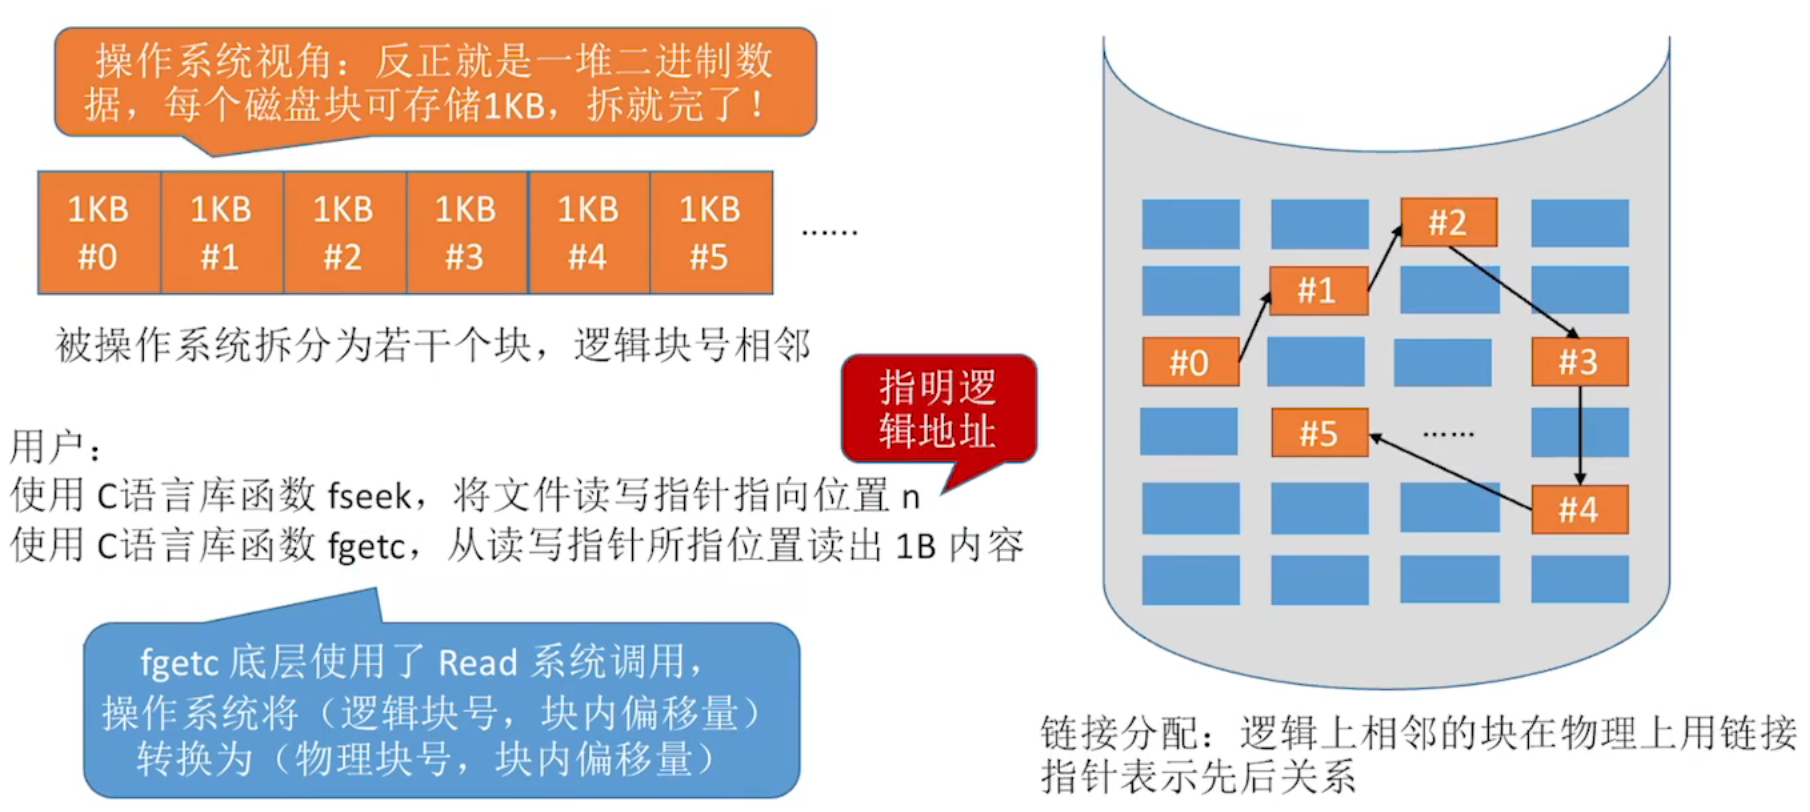 操作系统视角：反正就是一堆二进制数
据，每个磁盘块可存储1KB，拆就完了！
1KB 1KB 1KB 1KB 1KB 1KB
#0 #1 #2 #3 #4 #5 ……
被操作系统拆分为若干个块，逻辑块号相邻
指明逻
辑地址
用户：
使用 C语言库函数 fseek，将文件读写指针指向位置 n
使用 C语言库函数 fgetc，从读写指针所指位置读出 1B 内容
fgetc 底层使用了 Read 系统调用，
操作系统将（逻辑块号，块内偏移量）
转换为（物理块号，块内偏移量）
#2
#1
#0 #3
#5 ……
#4
链接分配：逻辑上相邻的块在物理上用链接
指针表示先后关系